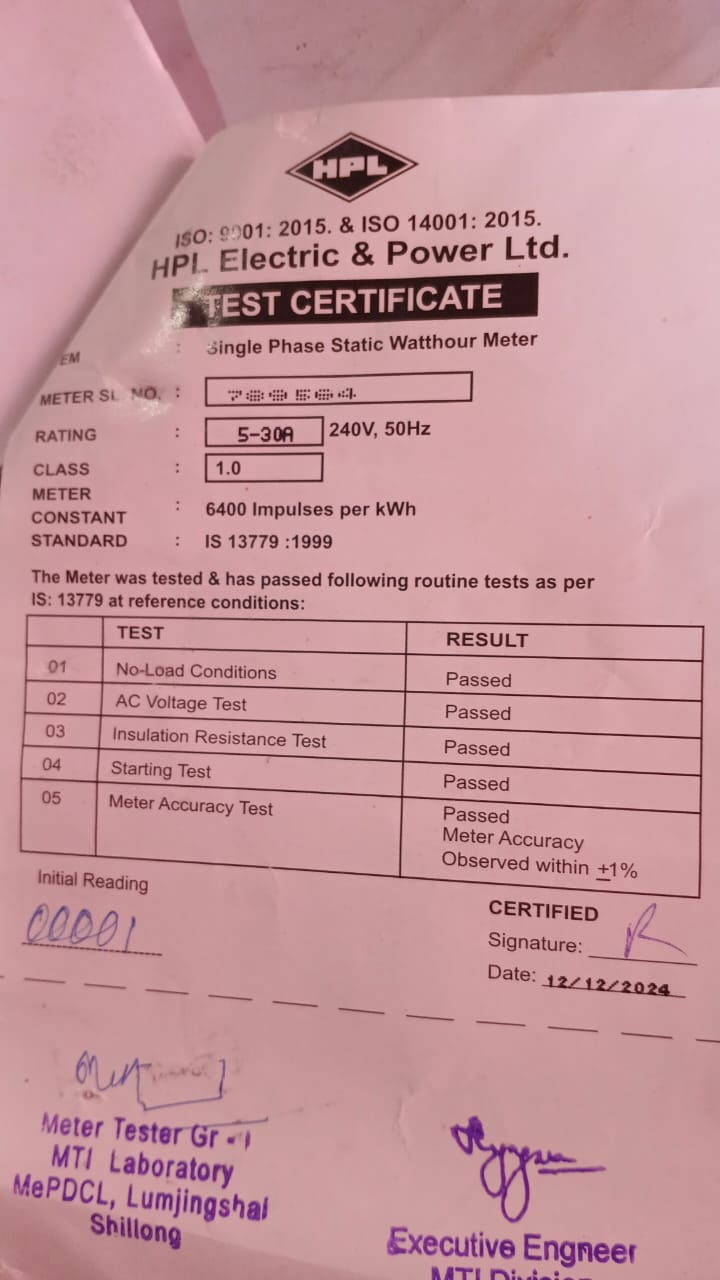 HPL
ISO: 9001: 2015. & ISO 14001: 2015.
HPL Electric & Power Ltd.
TEST CERTIFICATE
EM : Single Phase Static Watthour Meter
METER SL NO. :
RATING : 5-30A 240V, 50Hz
CLASS : 1.0
METER
CONSTANT : 6400 Impulses per kWh
STANDARD : IS 13779 :1999
The Meter was tested & has passed following routine tests as per
IS: 13779 at reference conditions:
TEST RESULT
01 No-Load Conditions Passed
02 AC Voltage Test Passed
03 Insulation Resistance Test Passed
04 Starting Test Passed
05 Meter Accuracy Test Passed
Meter Accuracy
Observed within ±1%
Initial Reading
00001
CERTIFIED
Signature:
Date: 12/12/2024
Meter Tester Gr - I
MTI Laboratory
MePDCL, Lumjingshai
Shillong
Executive Engneer
MTI Division